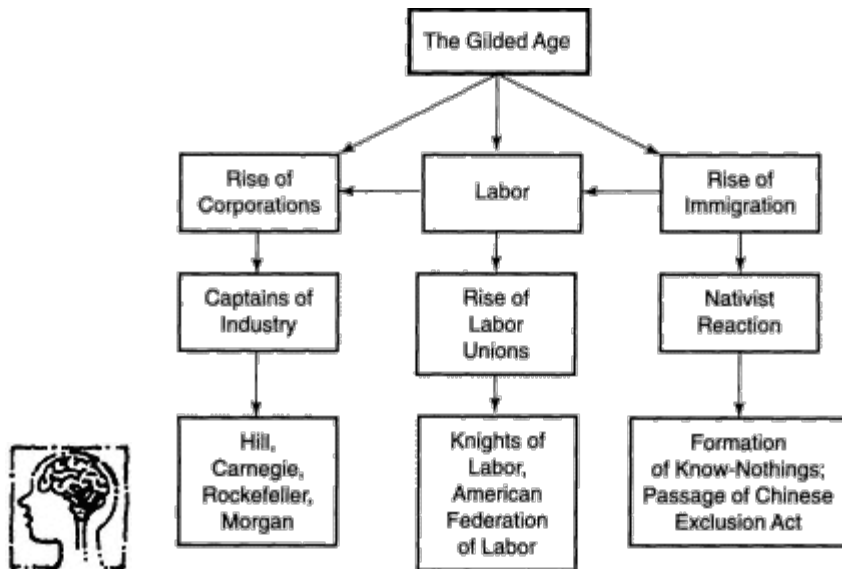 The Gilded Age
Rise of
Corporations
Labor
Rise of
Immigration
Captains of
Industry
Rise of
Labor
Unions
Nativist
Reaction
Hill,
Carnegie,
Rockefeller,
Morgan
Knights of
Labor,
American
Federation
of Labor
Formation
of Know-Nothings;
Passage of Chinese
Exclusion Act